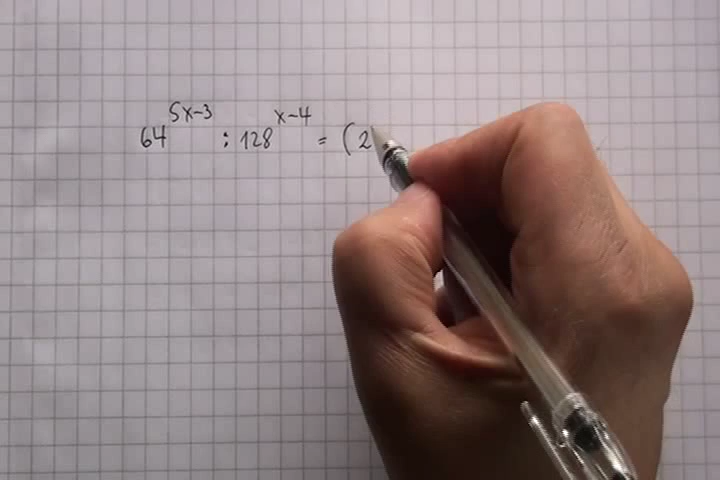 64^{5x-3} : 128^{x-4} = (2